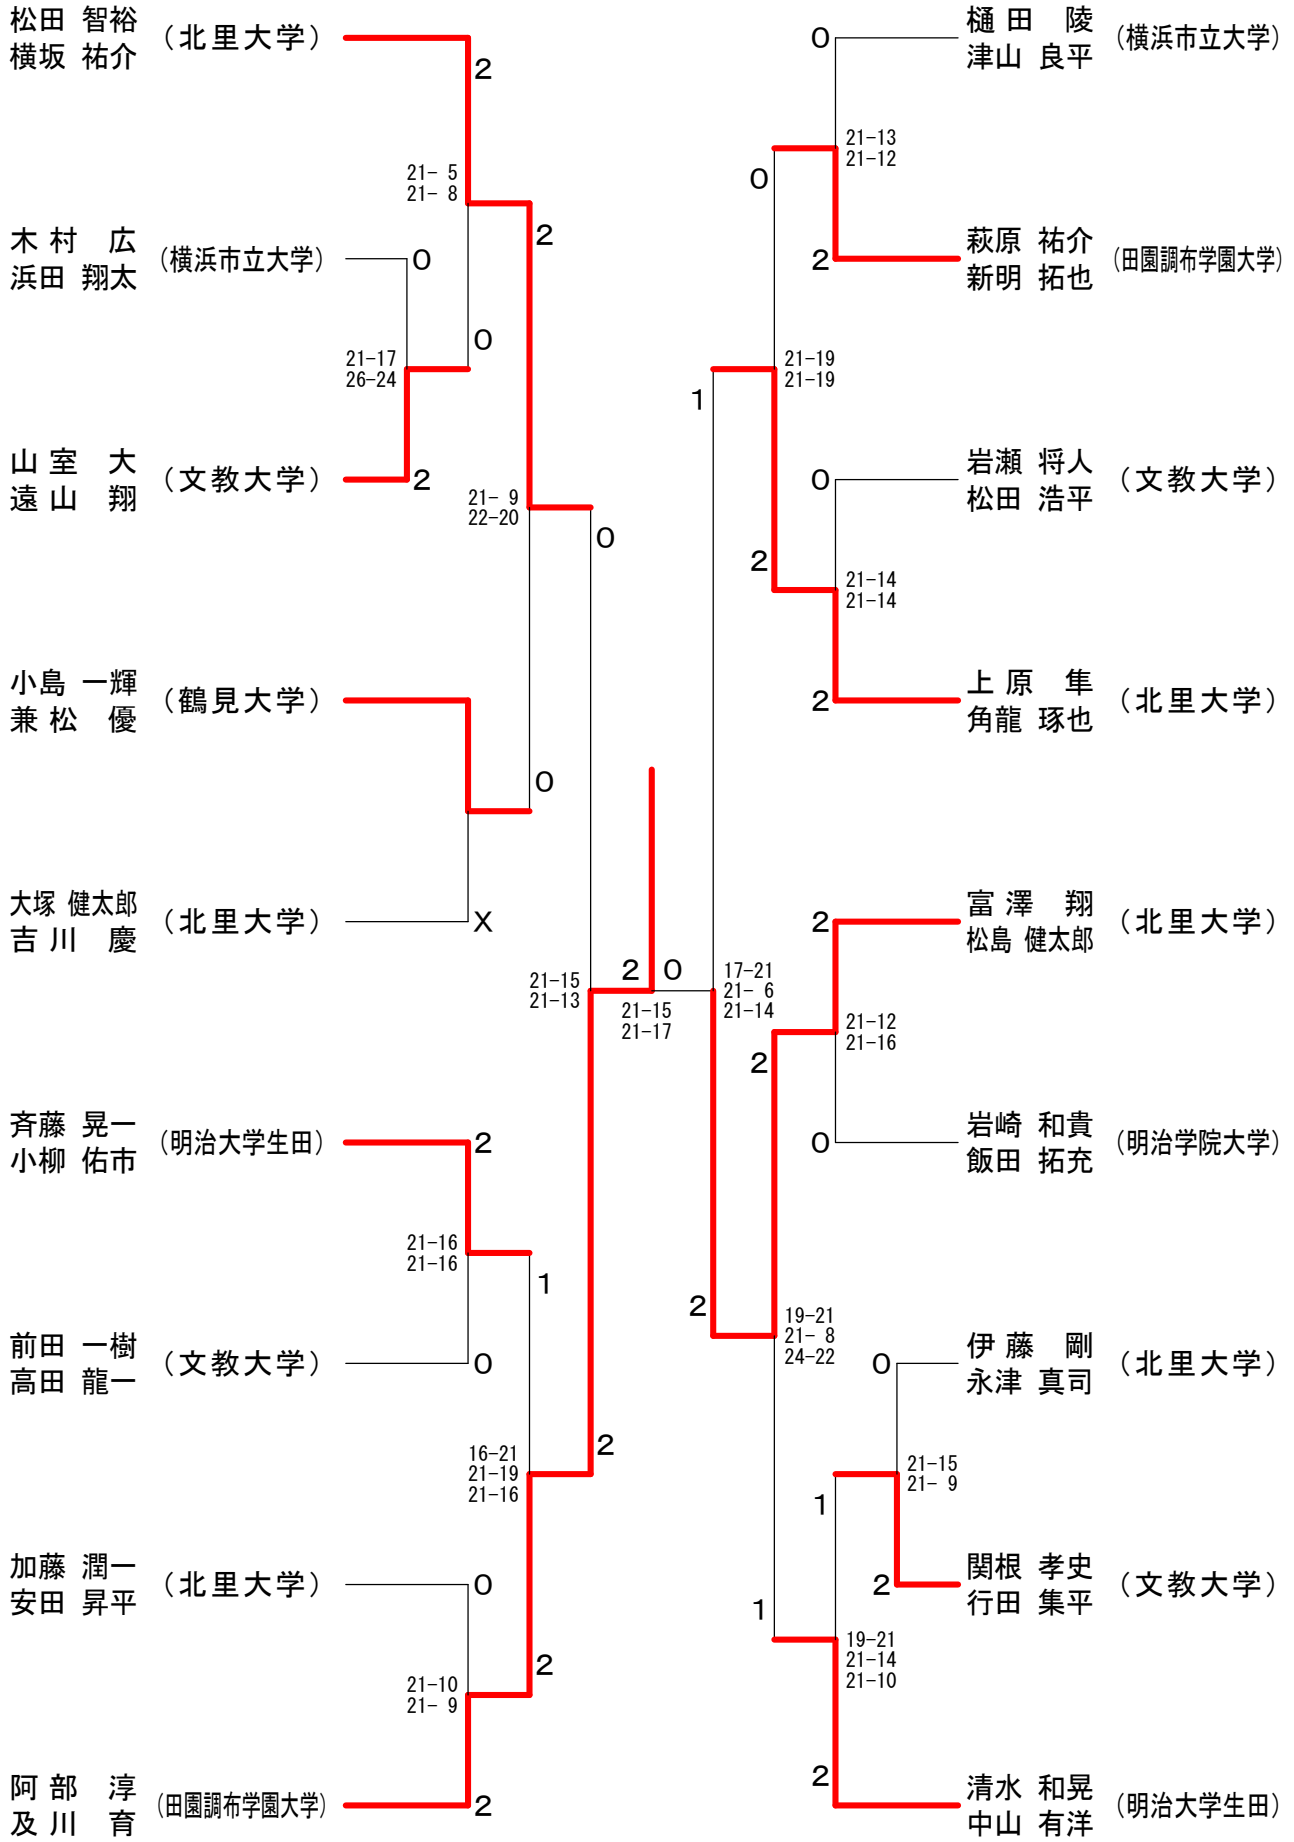 松田 智裕
横坂 祐介
(北里大学)
2
21- 5
21- 8
木村 広
浜田 翔太
(横浜市立大学)
0
2
0
21-17
26-24
山室 大
遠山 翔
(文教大学)
2
21- 9
22-20
0
小島 一輝
兼松 優
(鶴見大学)
0
大塚 健太郎
吉川 慶
(北里大学)
X
21-15
21-13
2
0
21-15
21-17
斉藤 晃一
小柳 佑市
(明治大学生田)
2
21-16
21-16
1
前田 一樹
高田 龍一
(文教大学)
0
16-21
21-19
21-16
2
加藤 潤一
安田 昇平
(北里大学)
0
21-10
21- 9
2
阿部 淳
及川 育
(田園調布学園大学)
2
0
樋田 陵
津山 良平
(横浜市立大学)
21-13
21-12
0
2
萩原 祐介
新明 拓也
(田園調布学園大学)
21-19
21-19
1
0
岩瀬 将人
松田 浩平
(文教大学)
2
21-14
21-14
2
上原 隼
角龍 琢也
(北里大学)
2
富澤 翔
松島 健太郎
(北里大学)
17-21
21- 6
21-14
21-12
21-16
2
0
岩崎 和貴
飯田 拓充
(明治学院大学)
2
19-21
21- 8
24-22
0
伊藤 剛
永津 真司
(北里大学)
21-15
21- 9
1
2
関根 孝史
行田 集平
(文教大学)
1
19-21
21-14
21-10
2
清水 和晃
中山 有洋
(明治大学生田)